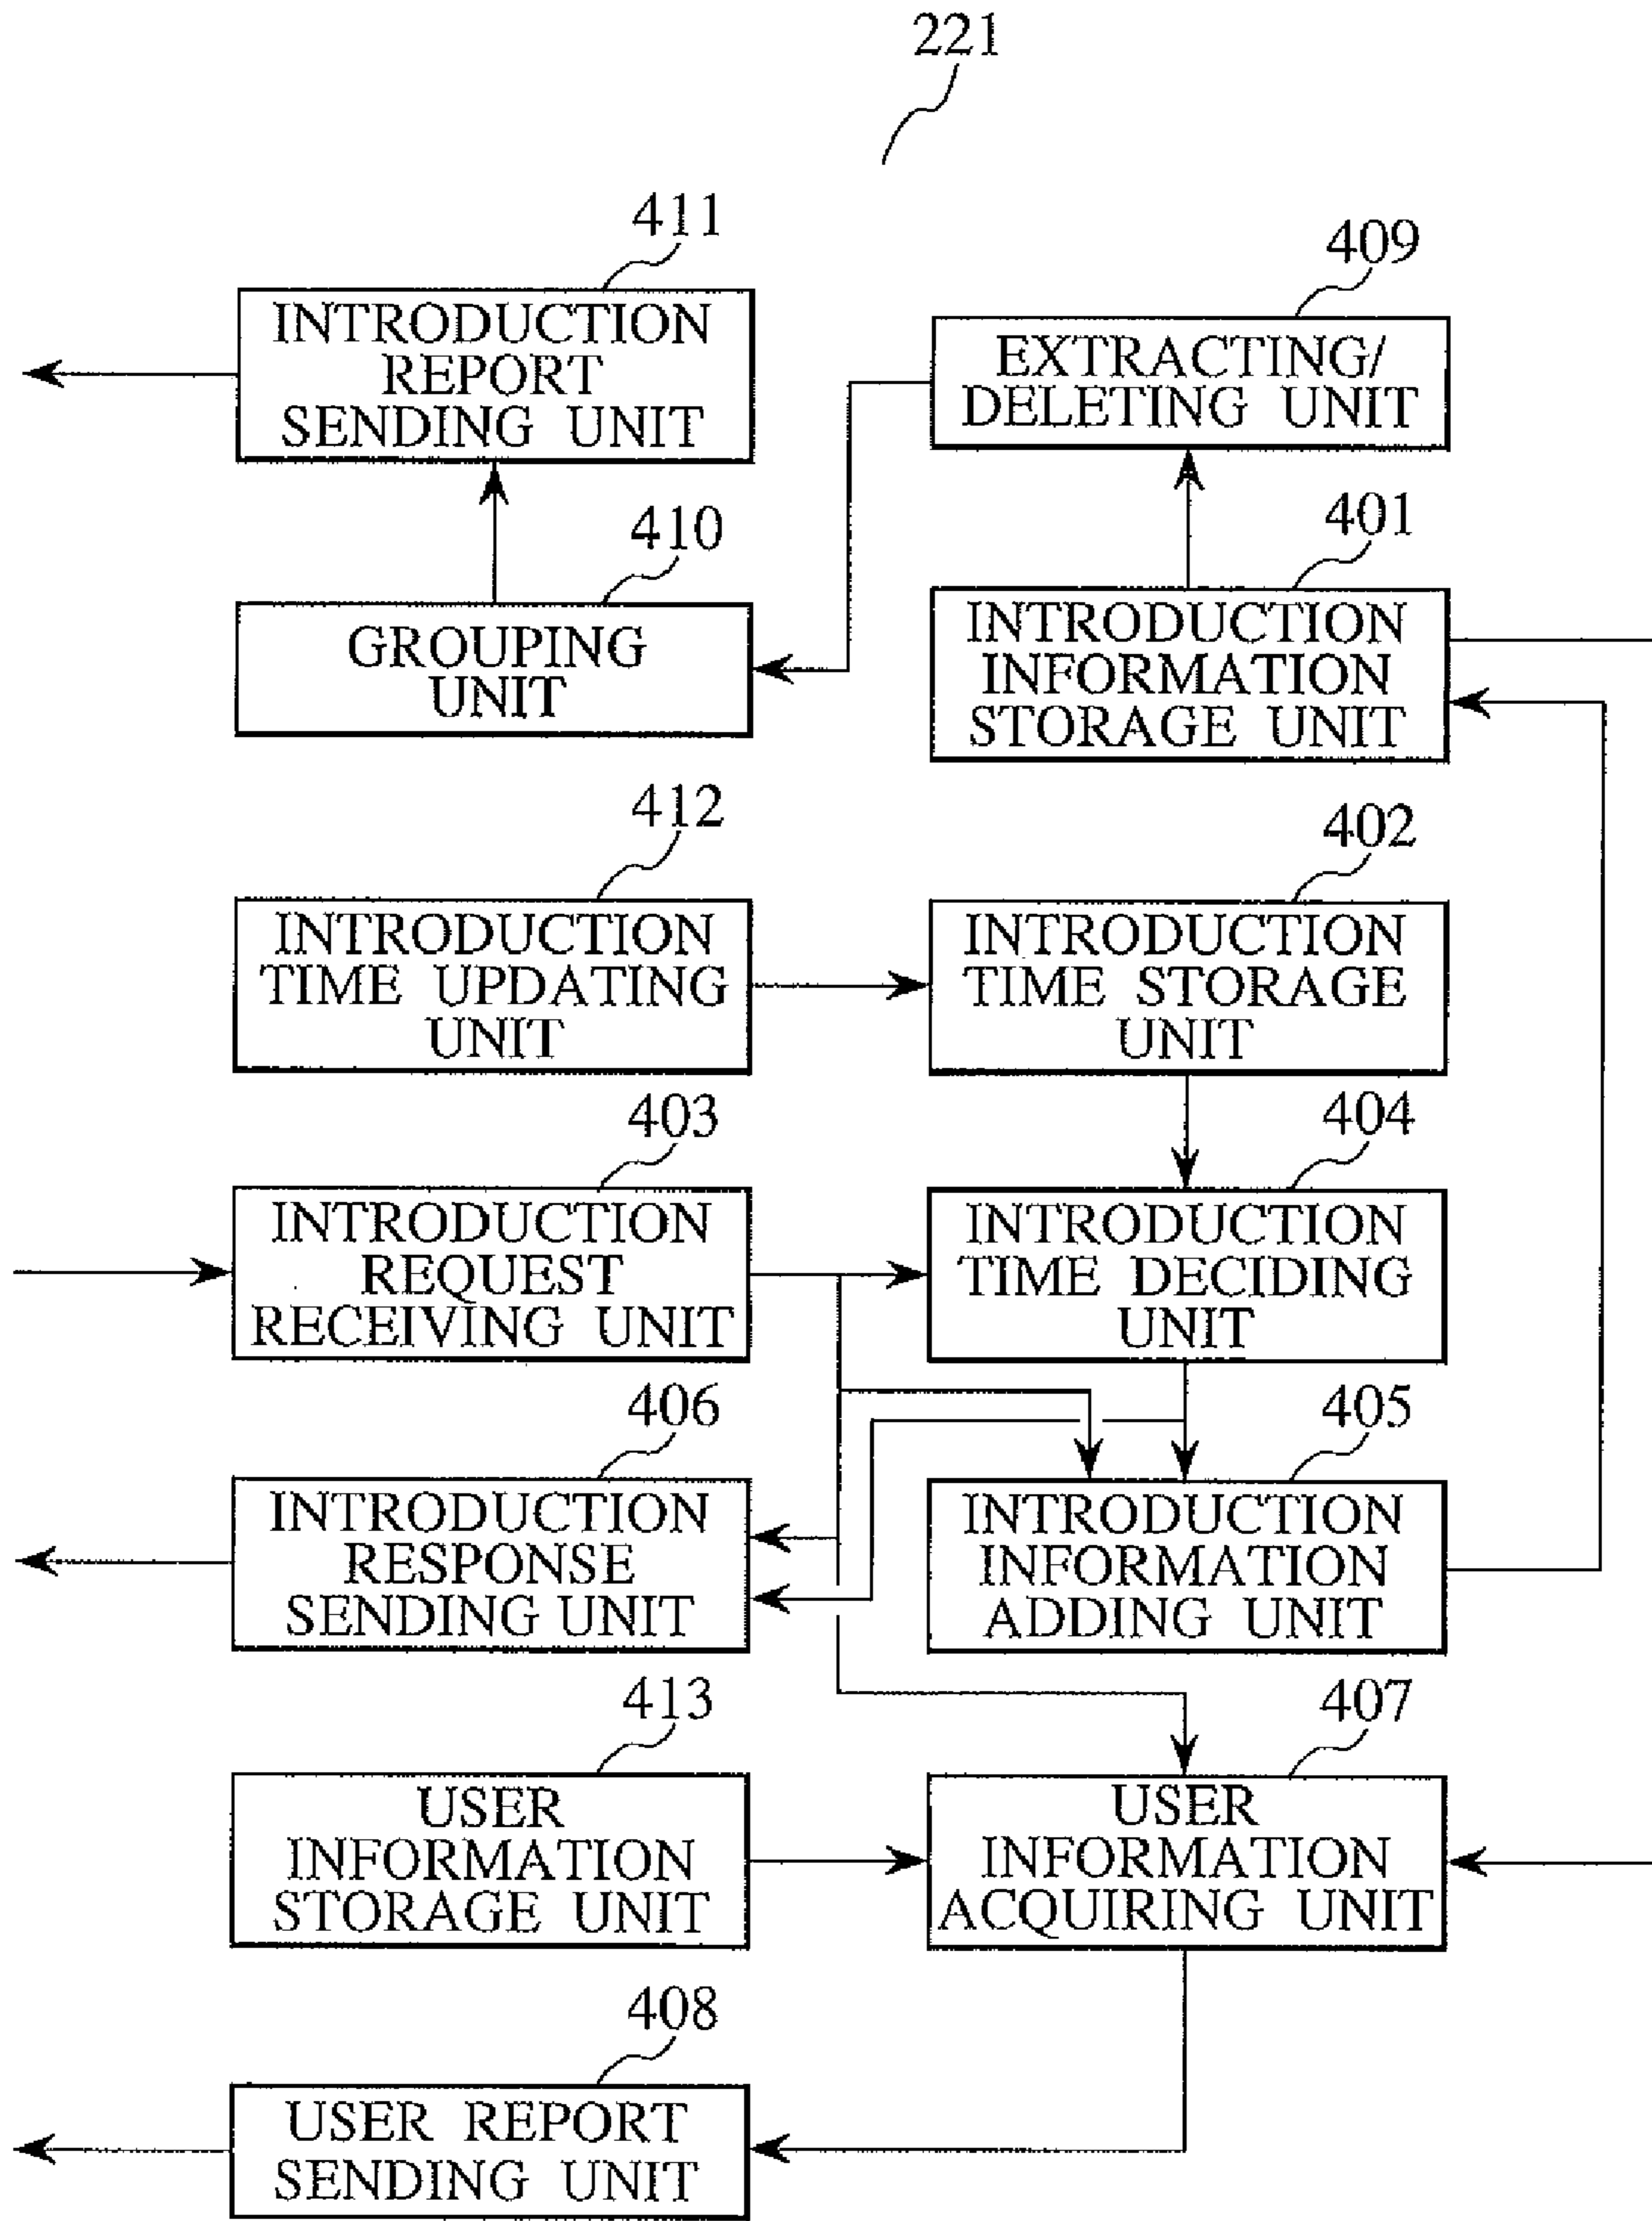 221
411
INTRODUCTION
REPORT
SENDING UNIT
409
EXTRACTING/
DELETING UNIT
410
GROUPING
UNIT
401
INTRODUCTION
INFORMATION
STORAGE UNIT
412
INTRODUCTION
TIME UPDATING
UNIT
402
INTRODUCTION
TIME STORAGE
UNIT
403
INTRODUCTION
REQUEST
RECEIVING UNIT
404
INTRODUCTION
TIME DECIDING
UNIT
406
INTRODUCTION
RESPONSE
SENDING UNIT
405
INTRODUCTION
INFORMATION
ADDING UNIT
413
USER
INFORMATION
STORAGE UNIT
407
USER
INFORMATION
ACQUIRING UNIT
408
USER REPORT
SENDING UNIT